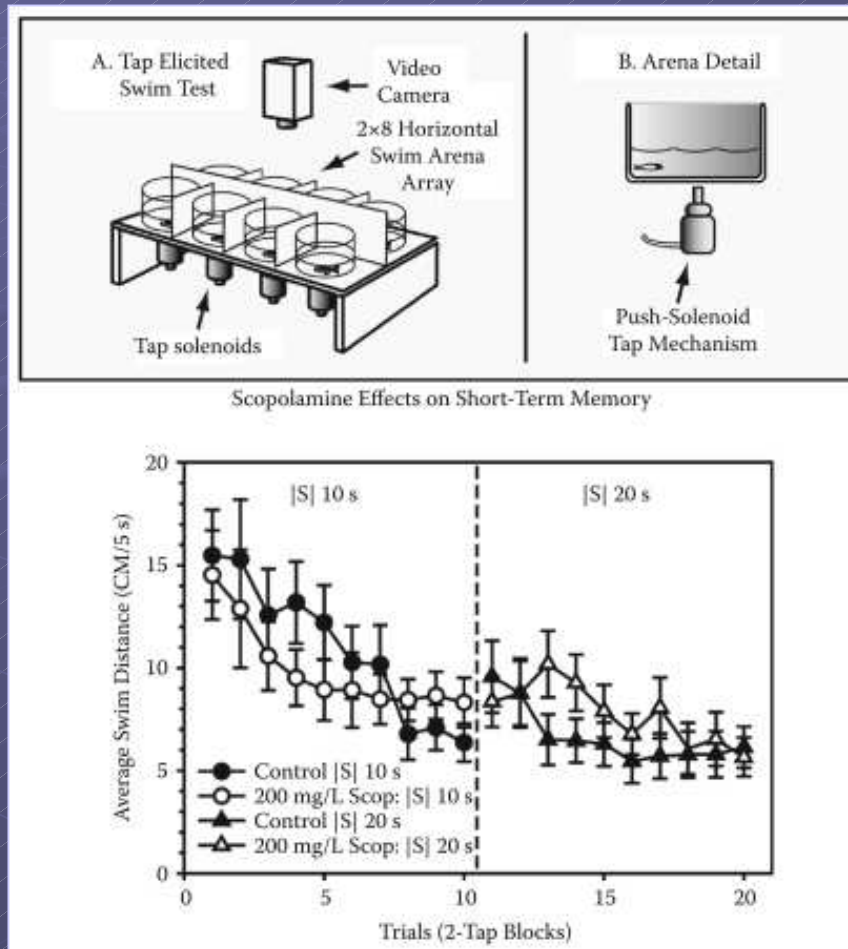 A. Tap Elicited
Swim Test
Video
Camera
2×8 Horizontal
Swim Arena
Array
Tap solenoids
B. Arena Detail
Push-Solenoid
Tap Mechanism
Scopolamine Effects on Short-Term Memory
20
15
10
5
0
Average Swim Distance (CM/5 s)
|S| 10 s
|S| 20 s
Control |S| 10 s
200 mg/L Scop: |S| 10 s
Control |S| 20 s
200 mg/L Scop: |S| 20 s
0
5
10
15
20
Trials (2-Tap Blocks)